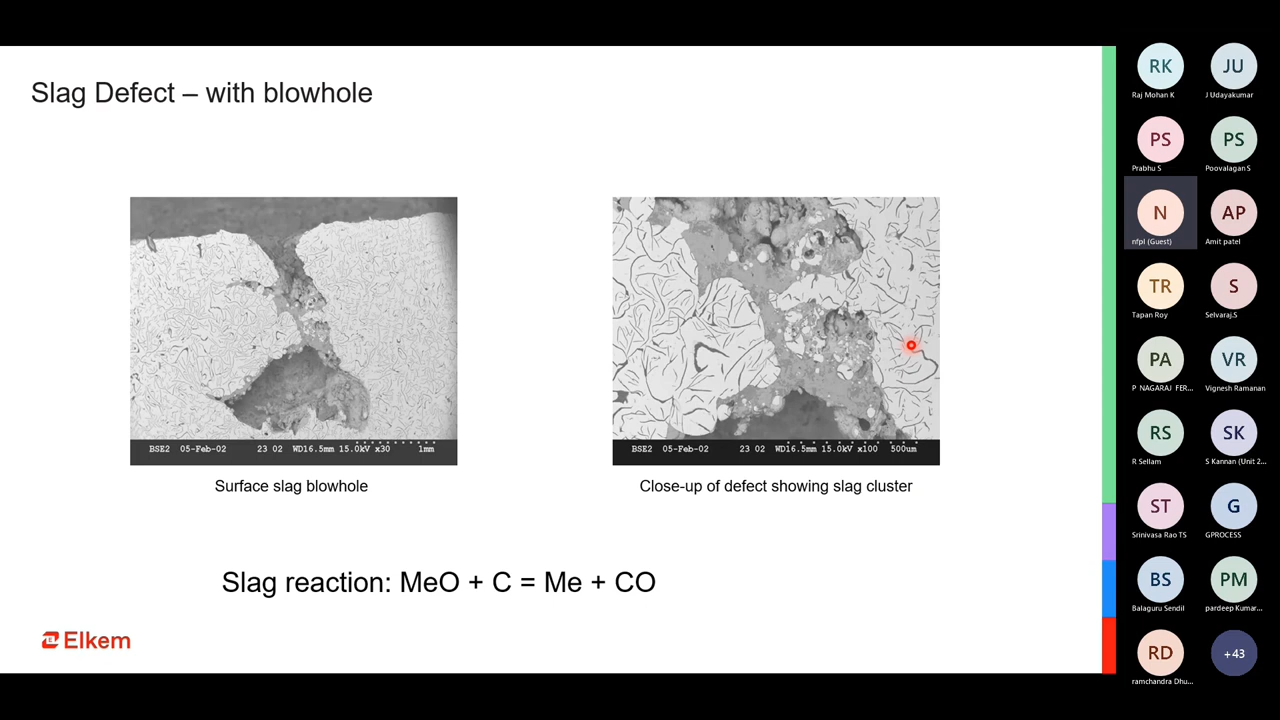 Slag Defect – with blowhole
BSE2 05-Feb-02 23 02 WD16.5mm 15.0kV x30 1mm
Surface slag blowhole
BSE2 05-Feb-02 23 02 WD16.5mm 15.0kV x100 500um
Close-up of defect showing slag cluster
Slag reaction: MeO + C = Me + CO
Elkem
RK
Raj Mohan K
JU
J Udayakumar
PS
Prabhu S
PS
Poovalagan S
N
nfpl (Guest)
AP
Amit patel
TR
Tapan Roy
S
Selvaraj.S
PA
P NAGARAJ FER...
VR
Vignesh Ramanan
RS
R Sellam
SK
S Kannan (Unit 2...
ST
Srinivasa Rao TS
G
GPROCESS
BS
Balaguru Sendil
PM
pardeep Kumar...
RD
ramchandra Dhu...
+43